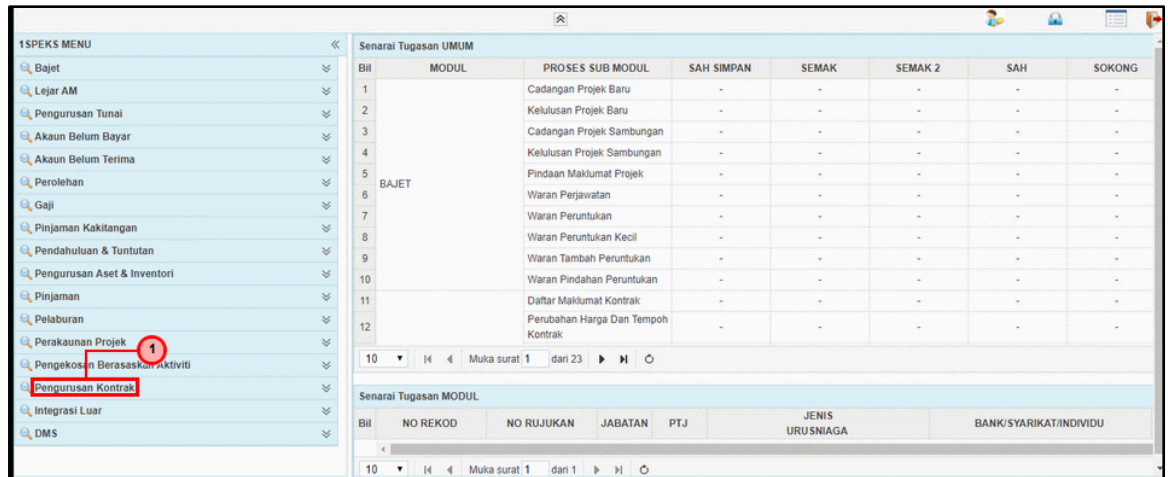 1SPEKS MENU
Bajet
Lejar AM
Pengurusan Tunai
Akaun Belum Bayar
Akaun Belum Terima
Perolehan
Gaji
Pinjaman Kakitangan
Pendahuluan & Tuntutan
Pengurusan Aset & Inventori
Pinjaman
Pelaburan
Perakaunan Projek
1
Pengekosan Berasaskan Aktiviti
Pengurusan Kontrak
Integrasi Luar
DMS
Senarai Tugasan UMUM
Bil MODUL PROSES SUB MODUL SAH SIMPAN SEMAK SEMAK 2 SAH SOKONG
1 Cadangan Projek Baru - - - - -
2 Kelulusan Projek Baru - - - - -
3 Cadangan Projek Sambungan - - - - -
4 Kelulusan Projek Sambungan - - - - -
5 Pindaan Maklumat Projek - - - - -
BAJET
6 Waran Perjawatan - - - - -
7 Waran Peruntukan - - - - -
8 Waran Peruntukan Kecil - - - - -
9 Waran Tambah Peruntukan - - - - -
10 Waran Pindahan Peruntukan - - - - -
11 Daftar Maklumat Kontrak - - - - -
12 Perubahan Harga Dan Tempoh
Kontrak - - - - -
10 Muka surat 1 dari 23
Senarai Tugasan MODUL
Bil NO REKOD NO RUJUKAN JABATAN PTJ JENIS
URUSNIAGA BANK/SYARIKAT/INDIVIDU
10 Muka surat 1 dari 1